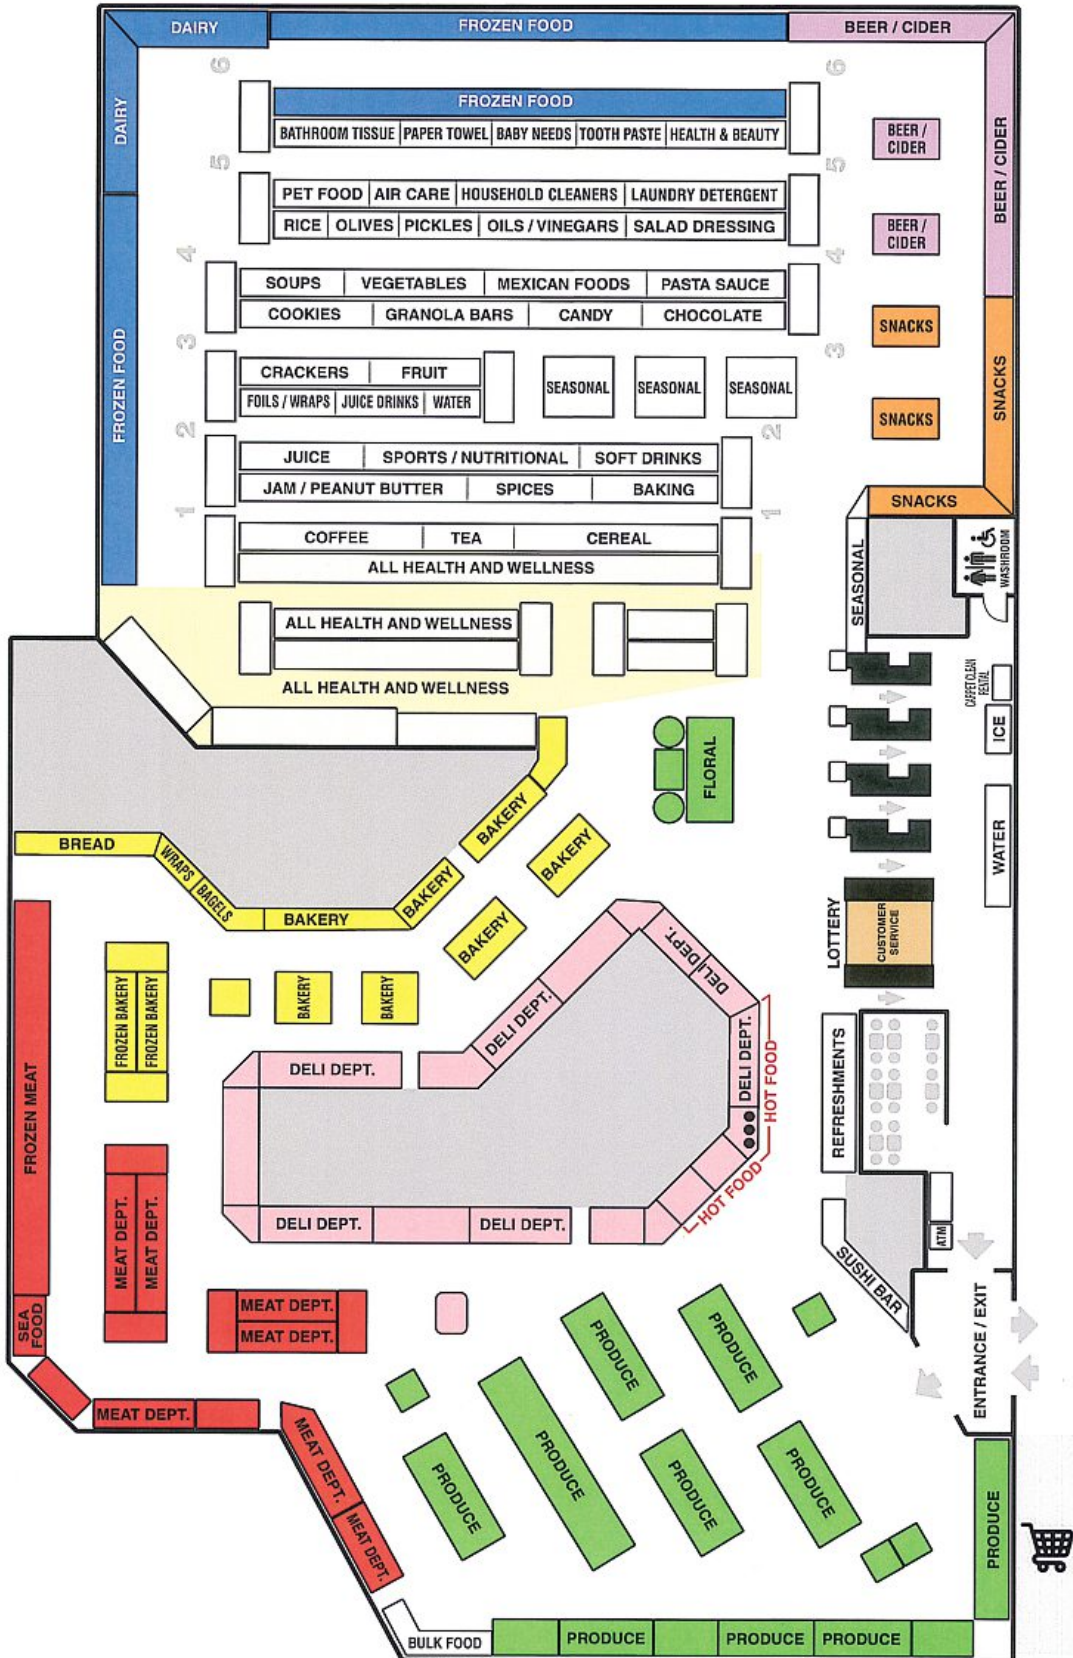 DAIRY
FROZEN FOOD
BEER / CIDER
6
6
DAIRY
FROZEN FOOD
BATHROOM TISSUE
PAPER TOWEL
BABY NEEDS
TOOTH PASTE
HEALTH & BEAUTY
BEER /
CIDER
BEER / CIDER
5
5
PET FOOD
AIR CARE
HOUSEHOLD CLEANERS
LAUNDRY DETERGENT
RICE
OLIVES
PICKLES
OILS / VINEGARS
SALAD DRESSING
BEER /
CIDER
4
4
SOUPS
VEGETABLES
MEXICAN FOODS
PASTA SAUCE
COOKIES
GRANOLA BARS
CANDY
CHOCOLATE
SNACKS
3
3
FROZEN FOOD
CRACKERS
FRUIT
FOILS / WRAPS
JUICE DRINKS
WATER
SEASONAL
SEASONAL
SEASONAL
SNACKS
SNACKS
2
2
JUICE
SPORTS / NUTRITIONAL
SOFT DRINKS
JAM / PEANUT BUTTER
SPICES
BAKING
SNACKS
1
1
COFFEE
TEA
CEREAL
ALL HEALTH AND WELLNESS
SEASONAL
WASHROOM
ALL HEALTH AND WELLNESS
ALL HEALTH AND WELLNESS
CARPET CLEAN
RENTAL
ICE
FLORAL
WATER
BREAD
WRAPS
BAGELS
BAKERY
BAKERY
BAKERY
BAKERY
BAKERY
BAKERY
BAKERY
LOTTERY
CUSTOMER
SERVICE
FROZEN BAKERY
FROZEN BAKERY
FROZEN MEAT
DELI DEPT.
DELI DEPT.
DELI DEPT.
DELI DEPT.
HOT FOOD
HOT FOOD
REFRESHMENTS
DELI DEPT.
DELI DEPT.
MEAT DEPT.
MEAT DEPT.
ATM
SUSHI BAR
SEA
FOOD
MEAT DEPT.
MEAT DEPT.
ENTRANCE / EXIT
MEAT DEPT.
MEAT DEPT.
MEAT DEPT.
PRODUCE
PRODUCE
PRODUCE
PRODUCE
PRODUCE
PRODUCE
PRODUCE
BULK FOOD
PRODUCE
PRODUCE
PRODUCE